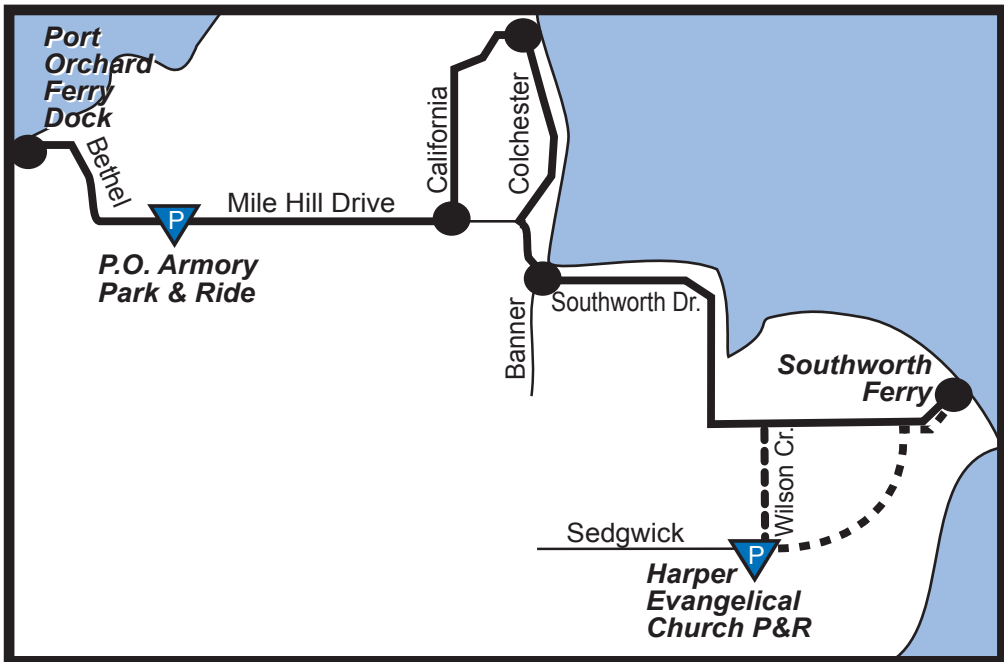 Port
Orchard
Ferry
Dock
Bethel
P
Mile Hill Drive
P.O. Armory
Park & Ride
California
Colchester
Banner
Southworth Dr.
Southworth
Ferry
Wilson Cr.
Sedgwick
P
Harper
Evangelical
Church P&R